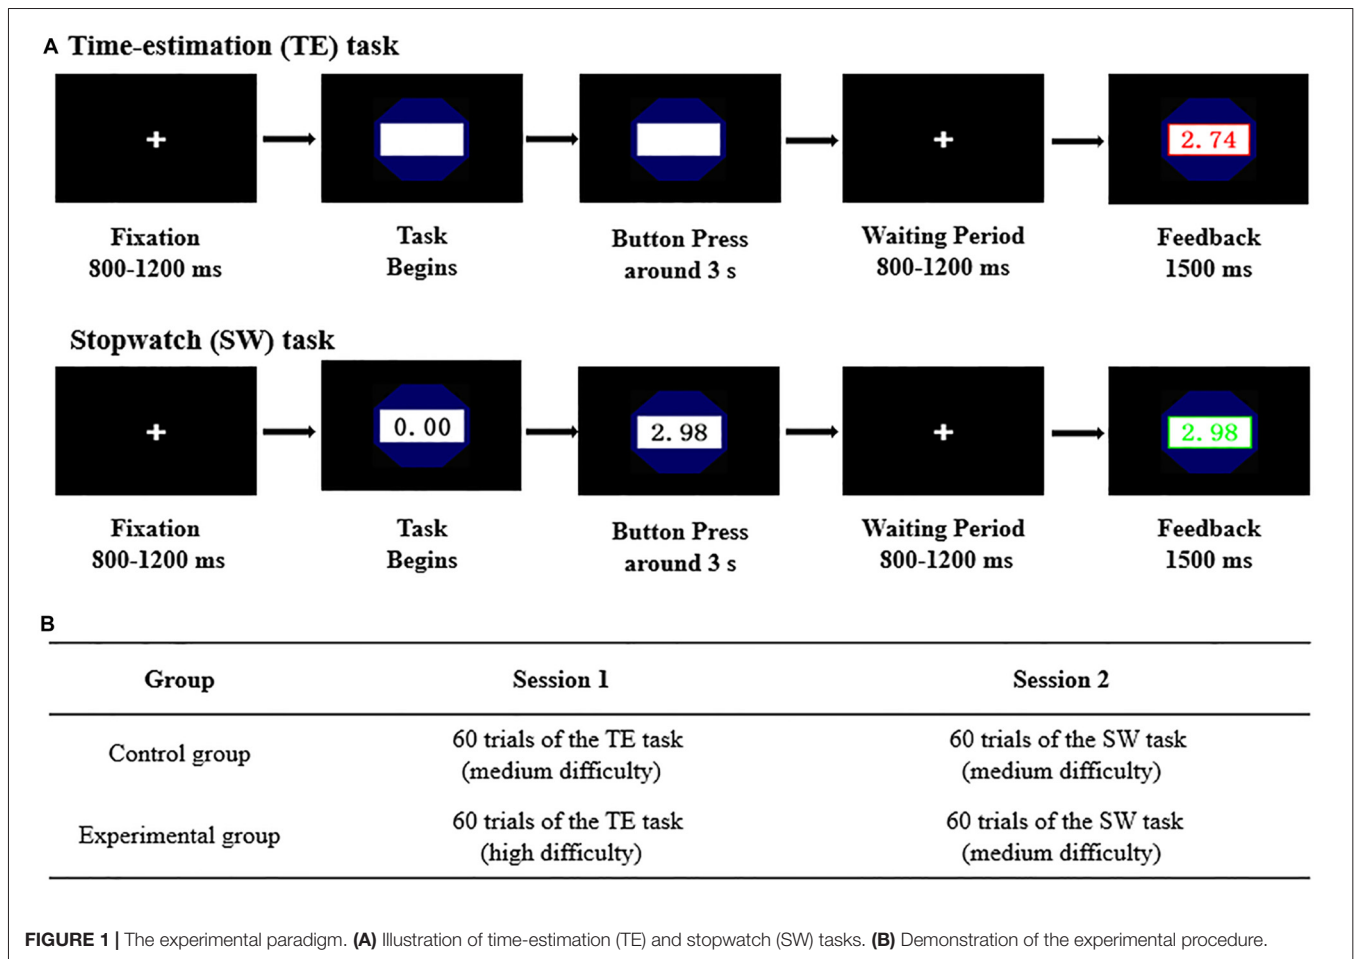 A Time-estimation (TE) task
2. 74
Fixation
800-1200 ms
Task
Begins
Button Press
around 3 s
Waiting Period
800-1200 ms
Feedback
1500 ms
Stopwatch (SW) task
0. 00
2. 98
2. 98
Fixation
800-1200 ms
Task
Begins
Button Press
around 3 s
Waiting Period
800-1200 ms
Feedback
1500 ms
B
Group Session 1 Session 2
Control group
60 trials of the TE task
(medium difficulty)
60 trials of the SW task
(medium difficulty)
Experimental group
60 trials of the TE task
(high difficulty)
60 trials of the SW task
(medium difficulty)
FIGURE 1 | The experimental paradigm. (A) Illustration of time-estimation (TE) and stopwatch (SW) tasks. (B) Demonstration of the experimental procedure.